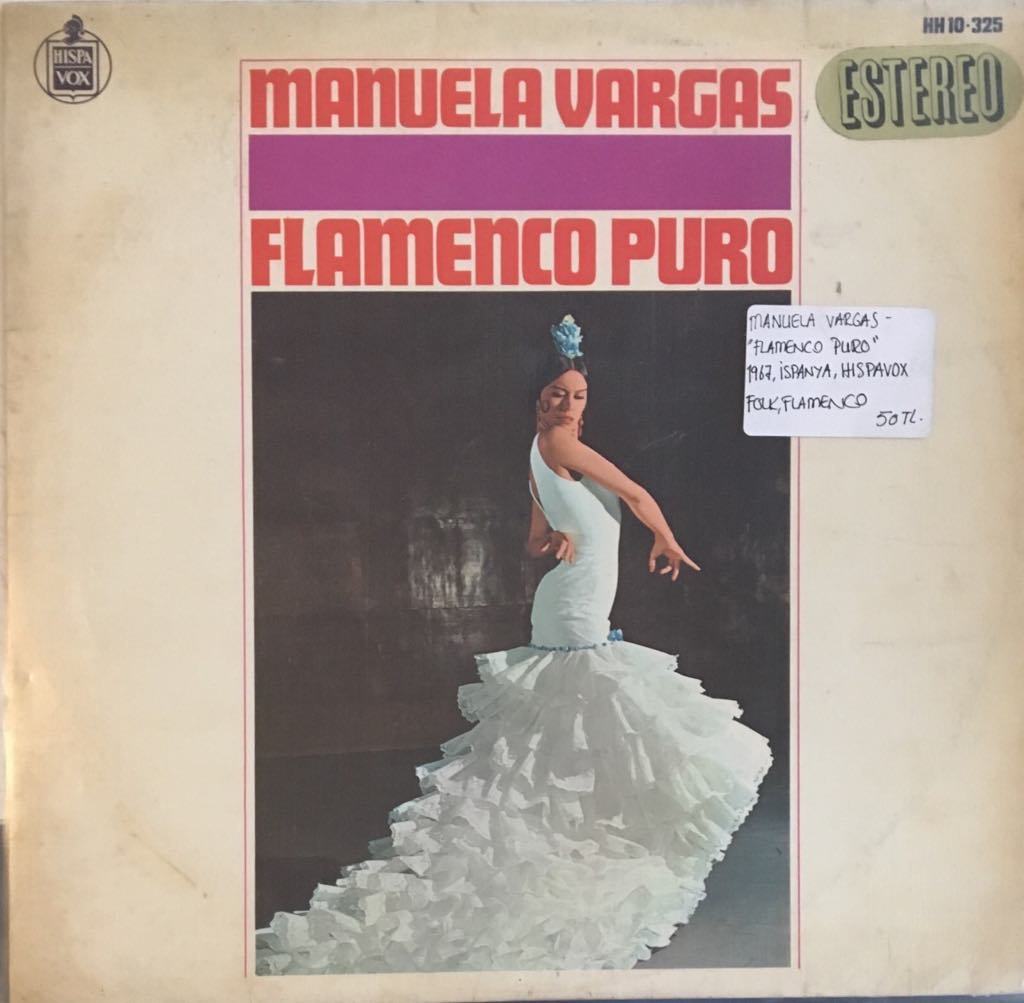 HISPA
VOX
HH 10-325
ESTEREO
MANUELA VARGAS
FLAMENCO PURO
MANUELA VARGAS -
"FLAMENCO PURO"
1967, İSPANYA, HISPAVOX
FOLK, FLAMENCO
50 TL.